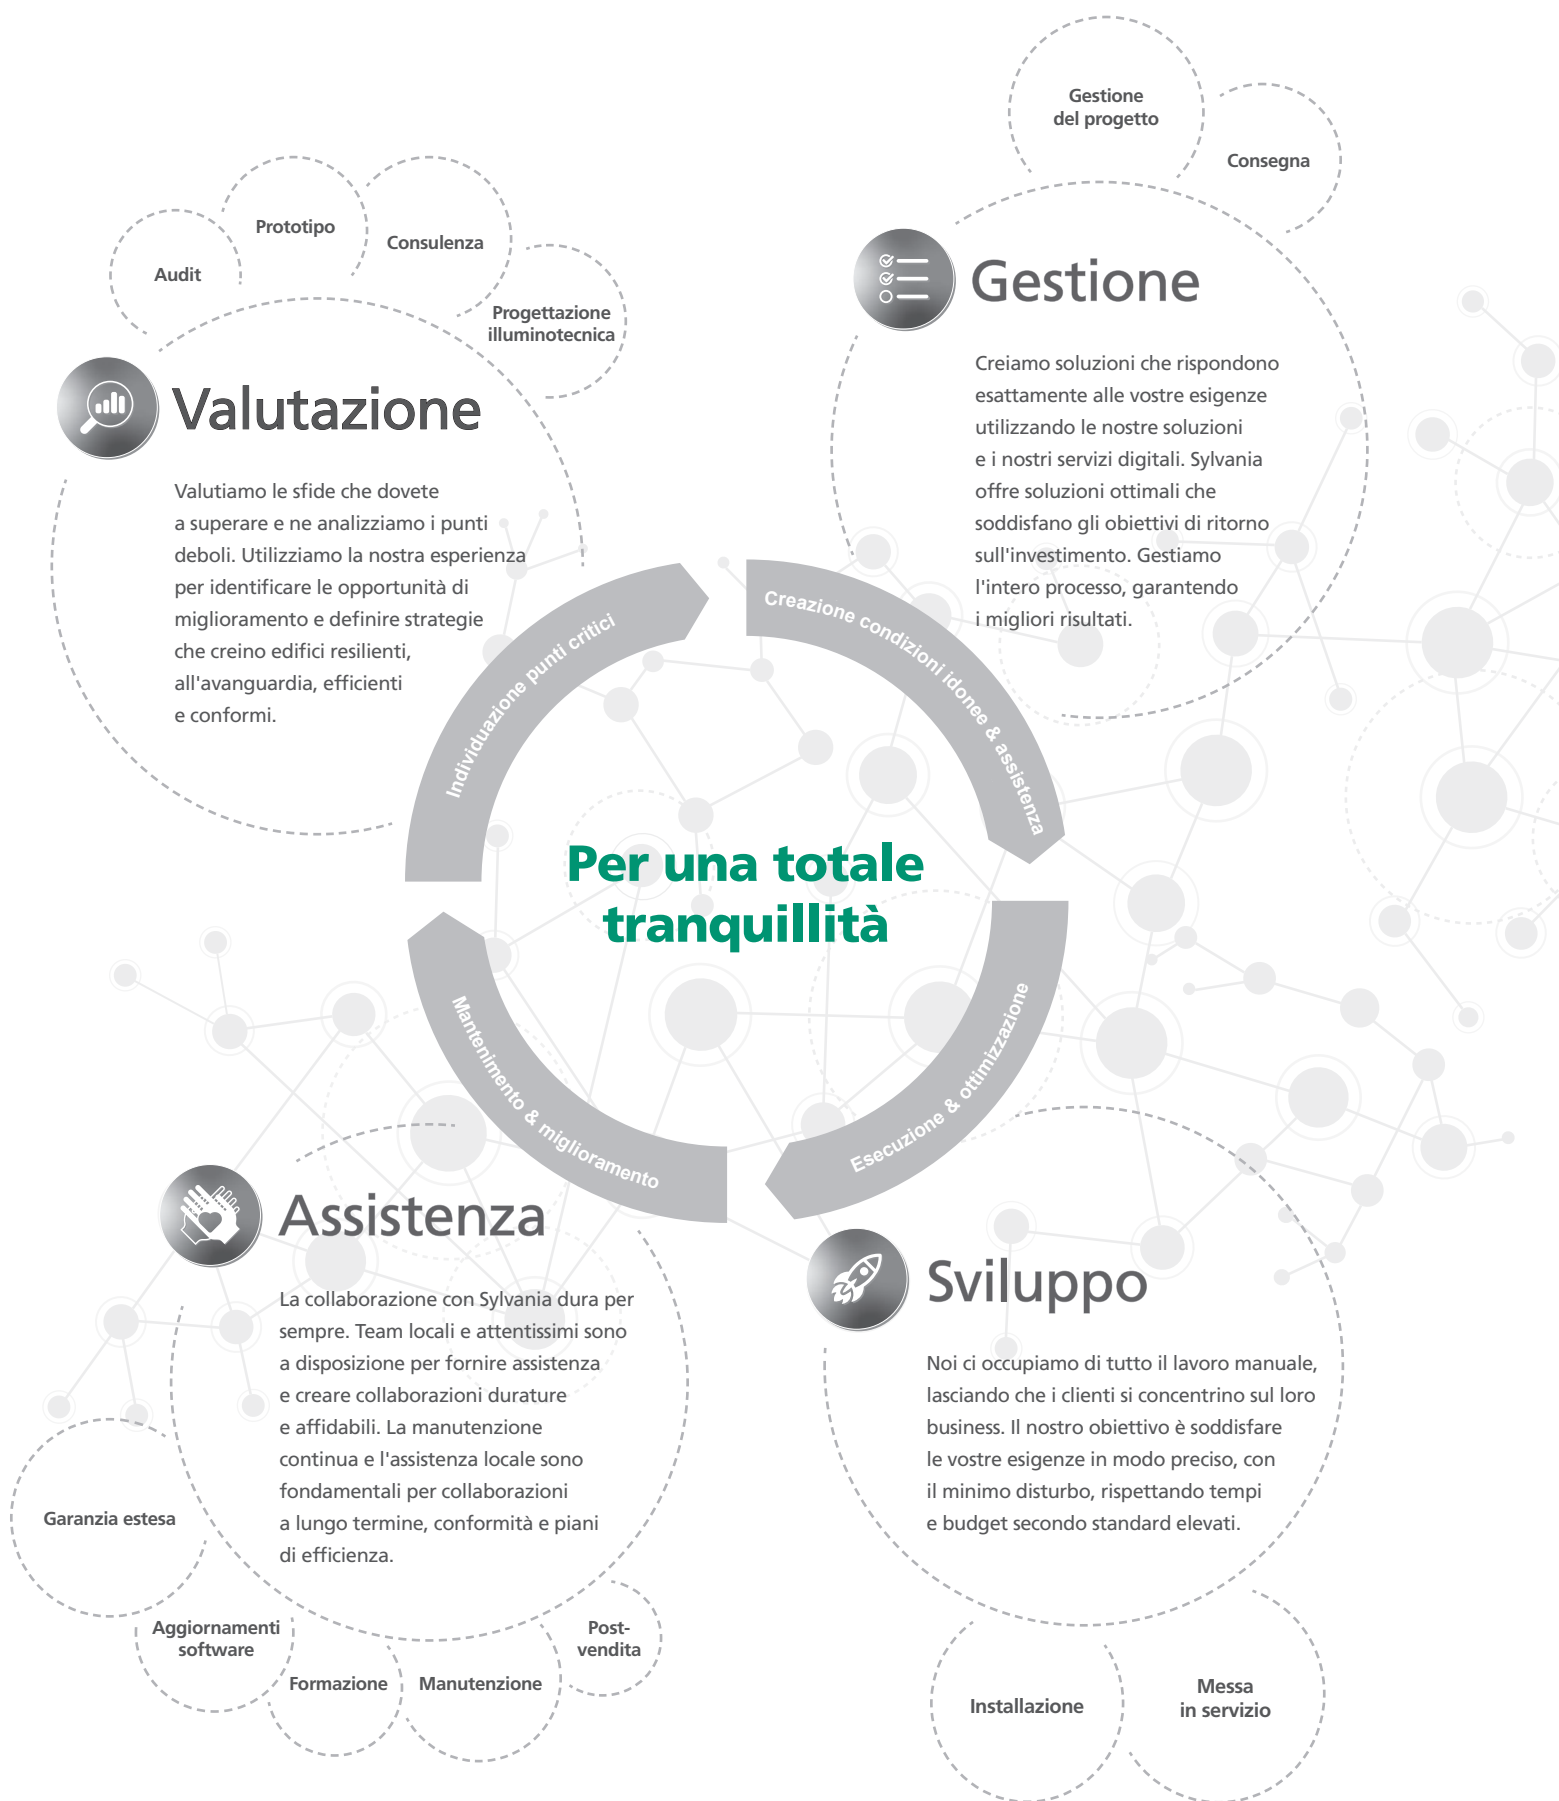 Gestione
del progetto
Consegna
Audit
Prototipo
Consulenza
Progettazione
illuminotecnica
Valutazione
Valutiamo le sfide che dovete
a superare e ne analizziamo i punti
deboli. Utilizziamo la nostra esperienza
per identificare le opportunità di
miglioramento e definire strategie
che creino edifici resilienti,
all'avanguardia, efficienti
e conformi.
Gestione
Creiamo soluzioni che rispondono
esattamente alle vostre esigenze
utilizzando le nostre soluzioni
e i nostri servizi digitali. Sylvania
offre soluzioni ottimali che
soddisfano gli obiettivi di ritorno
sull'investimento. Gestiamo
l'intero processo, garantendo
i migliori risultati.
Individuazione punti critici
Creazione condizioni idonee & assistenza
Per una totale
tranquillità
Mantenimento & miglioramento
Esecuzione & ottimizzazione
Assistenza
La collaborazione con Sylvania dura per
sempre. Team locali e attentissimi sono
a disposizione per fornire assistenza
e creare collaborazioni durature
e affidabili. La manutenzione
continua e l'assistenza locale sono
fondamentali per collaborazioni
a lungo termine, conformità e piani
di efficienza.
Sviluppo
Noi ci occupiamo di tutto il lavoro manuale,
lasciando che i clienti si concentrino sul loro
business. Il nostro obiettivo è soddisfare
le vostre esigenze in modo preciso, con
il minimo disturbo, rispettando tempi
e budget secondo standard elevati.
Garanzia estesa
Aggiornamenti
software
Formazione
Manutenzione
Post-
vendita
Installazione
Messa
in servizio